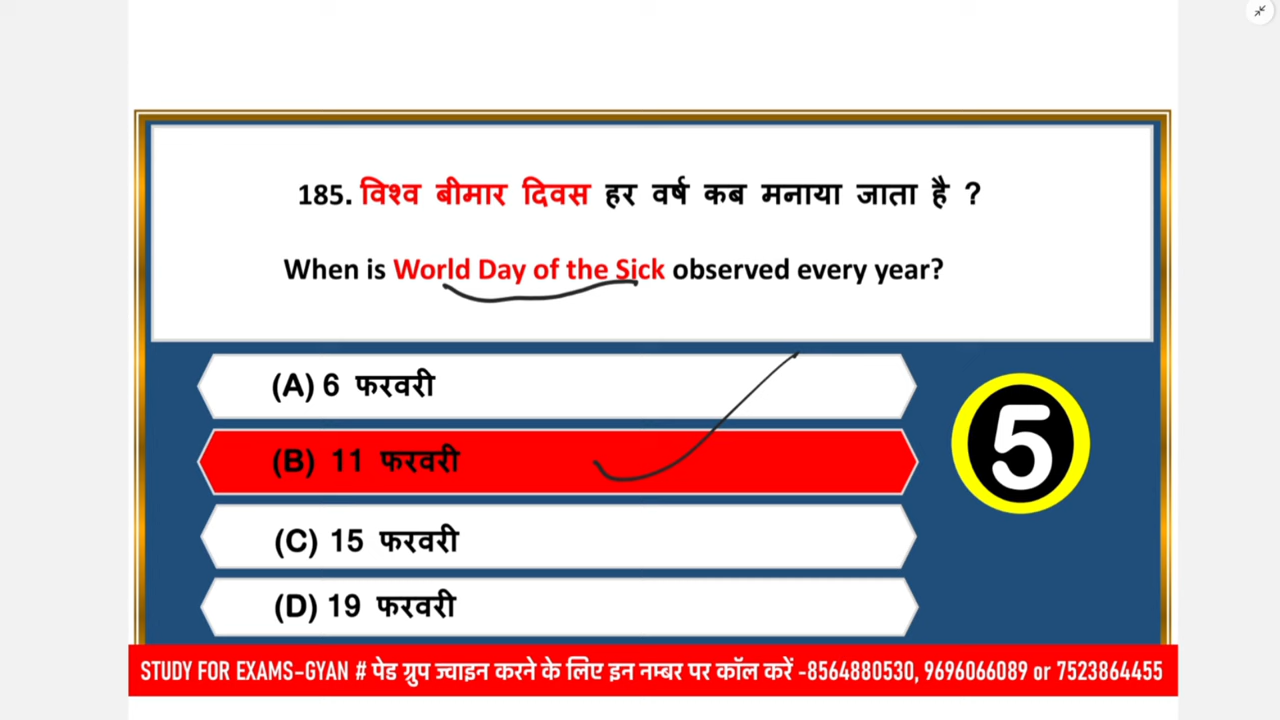 185. विश्व बीमार दिवस हर वर्ष कब मनाया जाता है ?
When is World Day of the Sick observed every year?
(A) 6 फरवरी
(B) 11 फरवरी
5
(C) 15 फरवरी
(D) 19 फरवरी
STUDY FOR EXAMS-GYAN # पेड ग्रुप ज्वाइन करने के लिए इन नम्बर पर कॉल करें -8564880530, 9696066089 or 7523864455